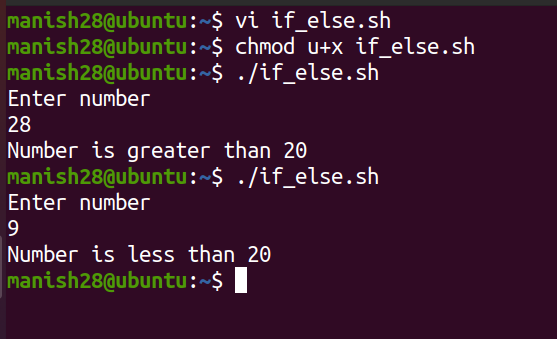 manish28@ubuntu:~$ vi if_else.sh
manish28@ubuntu:~$ chmod u+x if_else.sh
manish28@ubuntu:~$ ./if_else.sh
Enter number
28
Number is greater than 20
manish28@ubuntu:~$ ./if_else.sh
Enter number
9
Number is less than 20
manish28@ubuntu:~$